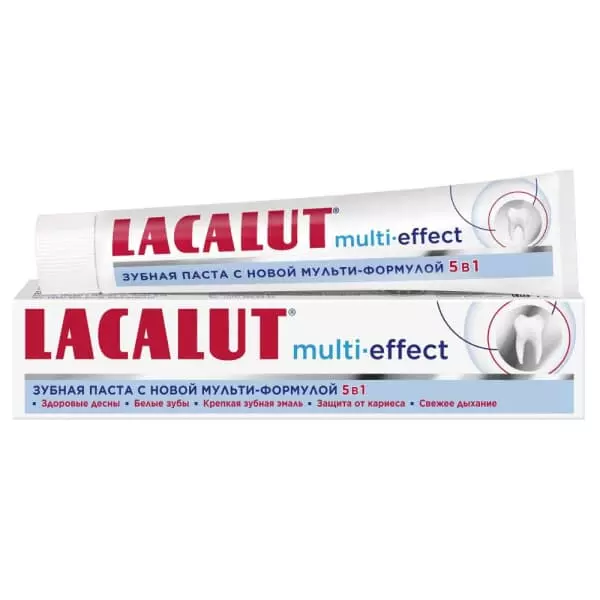 LACALUT® multi·effect
ЗУБНАЯ ПАСТА С НОВОЙ МУЛЬТИ-ФОРМУЛОЙ 5 в 1
LACALUT® multi·effect
ЗУБНАЯ ПАСТА С НОВОЙ МУЛЬТИ-ФОРМУЛОЙ 5 в 1
• Здоровые десны • Белые зубы • Крепкая зубная эмаль • Защита от кариеса • Свежее дыхание